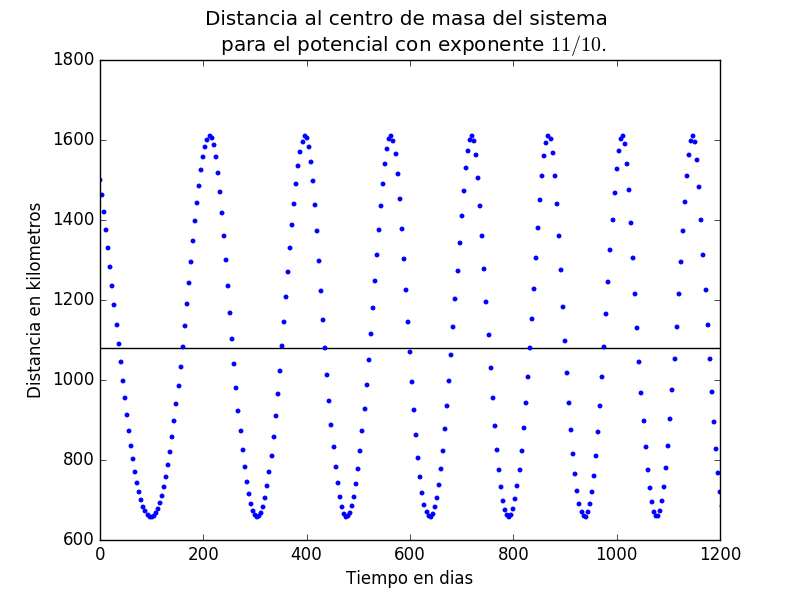 Distancia al centro de masa del sistema
para el potencial con exponente 11/10.
Distancia en kilometros
1800
1600
1400
1200
1000
800
600
0 200 400 600 800 1000 1200
Tiempo en dias